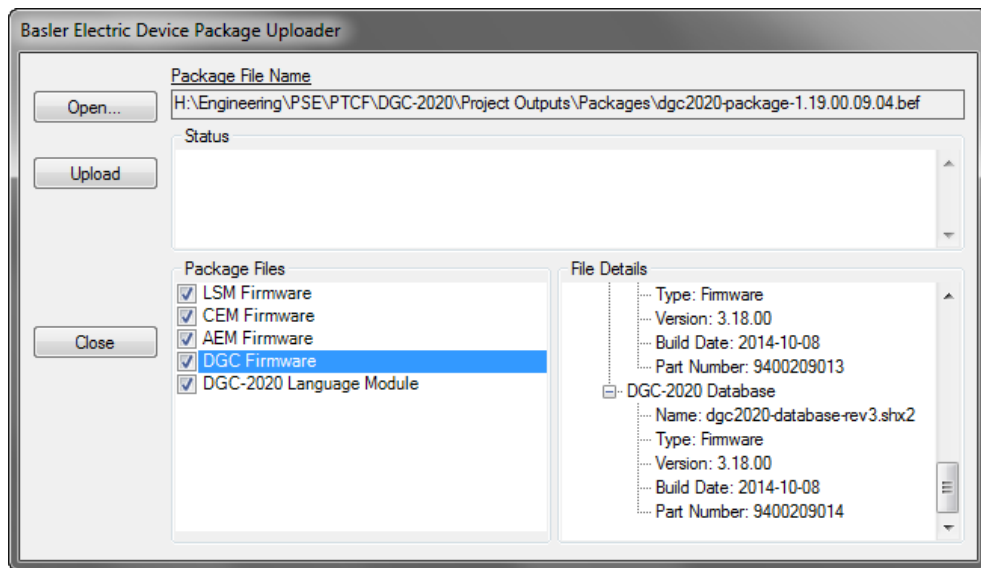 Basler Electric Device Package Uploader
Package File Name
Open...
H:\Engineering\PSE\PTCF\DGC-2020\Project Outputs\Packages\dgc2020-package-1.19.00.09.04.bef
Status
Upload
Package Files
LSM Firmware
CEM Firmware
AEM Firmware
DGC Firmware
DGC-2020 Language Module
Close
File Details
Type: Firmware
Version: 3.18.00
Build Date: 2014-10-08
Part Number: 9400209013
DGC-2020 Database
Name: dgc2020-database-rev3.shx2
Type: Firmware
Version: 3.18.00
Build Date: 2014-10-08
Part Number: 9400209014